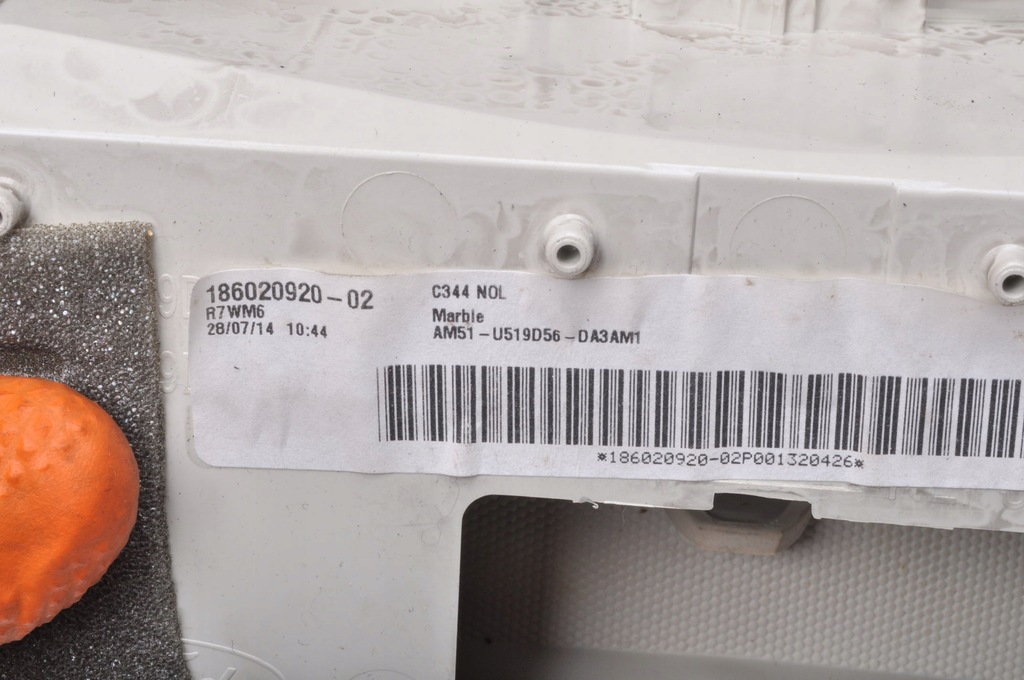 186020920-02
R7WM6
28/07/14 10:44
C344 NOL
Marble
AM51-U519D56-DA3AM1
*186020920-02P001320426*